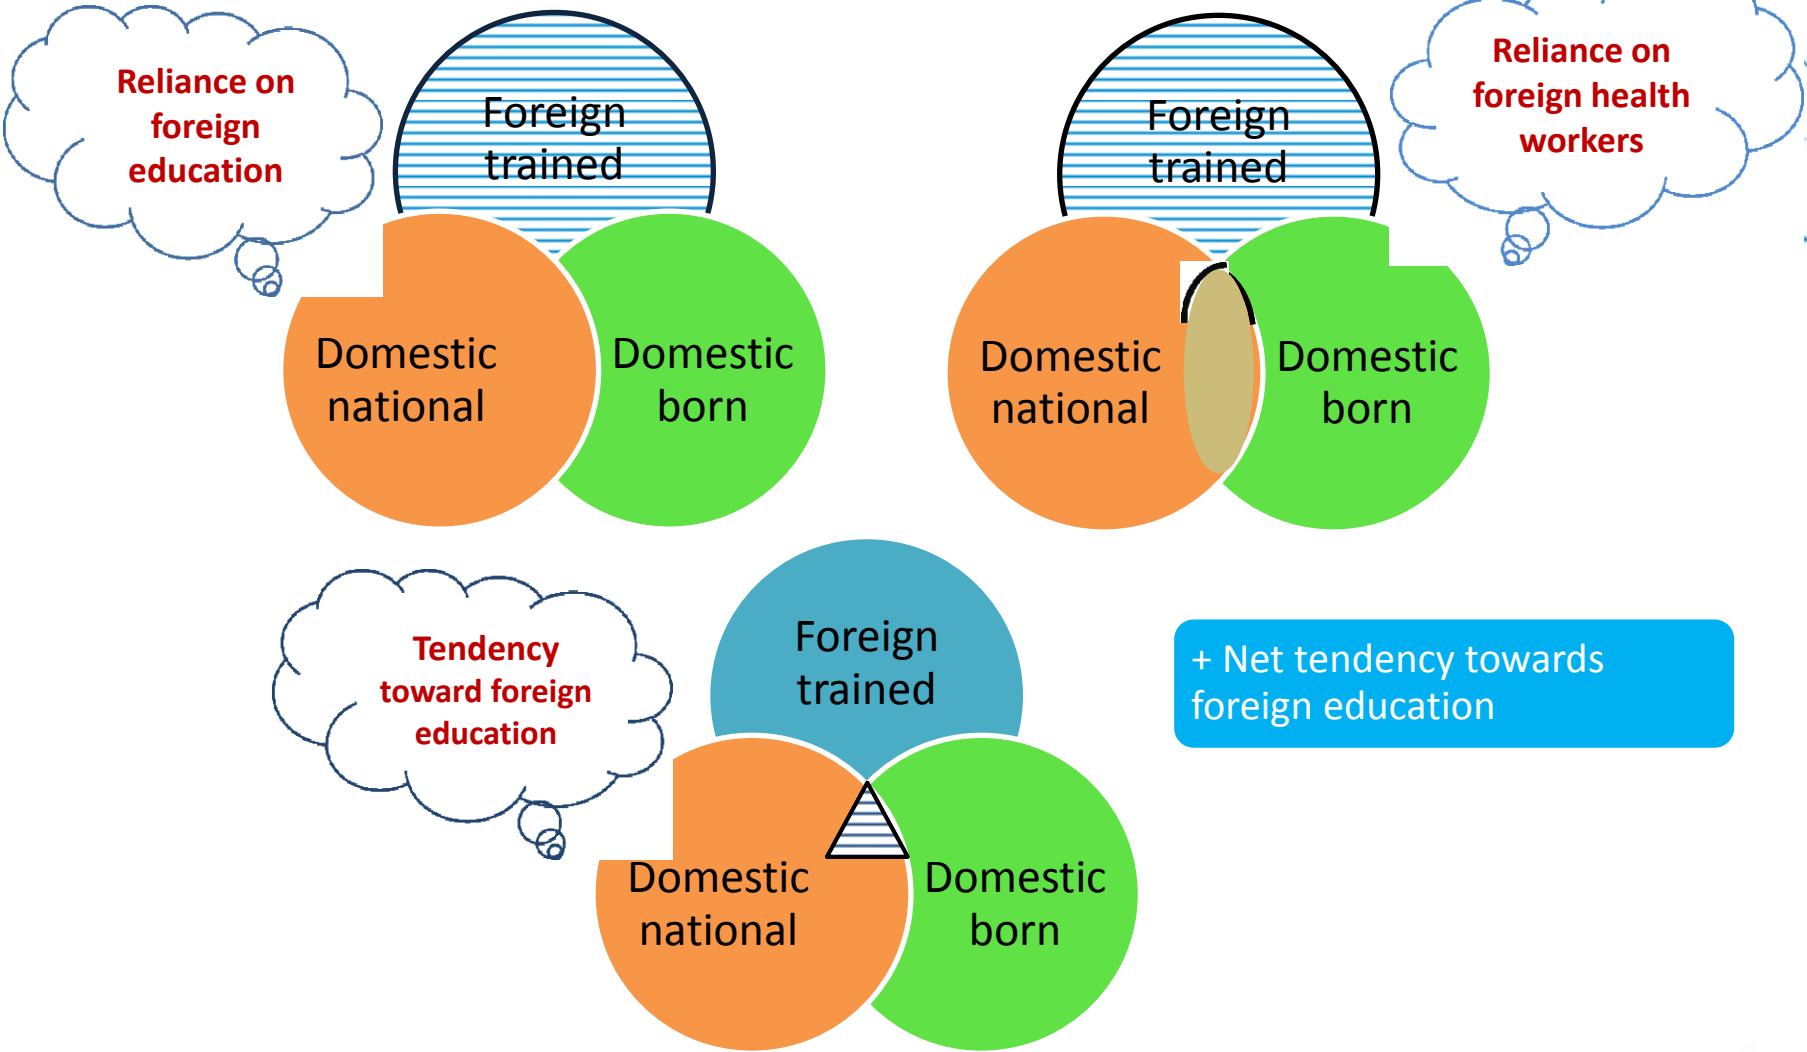 Reliance on
foreign
education
Foreign
trained
Domestic
national
Domestic
born
Foreign
trained
Reliance on
foreign health
workers
Domestic
national
Domestic
born
Tendency
toward foreign
education
Foreign
trained
Domestic
national
Domestic
born
+ Net tendency towards
foreign education